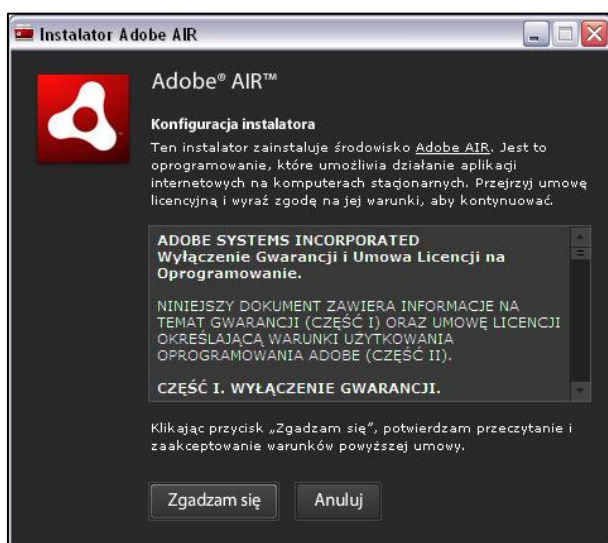 Instalator Adobe AIR
Adobe® AIR™
Konfiguracja instalatora
Ten instalator zainstaluje środowisko Adobe AIR. Jest to
oprogramowanie, które umożliwia działanie aplikacji
internetowych na komputerach stacjonarnych. Przejrzyj umowę
licencyjną i wyraź zgodę na jej warunki, aby kontynuować.
ADOBE SYSTEMS INCORPORATED
Wyłączenie Gwarancji i Umowa Licencji na
Oprogramowanie.
NINIEJSZY DOKUMENT ZAWIERA INFORMACJE NA
TEMAT GWARANCJI (CZĘŚĆ I) ORAZ UMOWĘ LICENCJI
OKREŚLAJĄCĄ WARUNKI UŻYTKOWANIA
OPROGRAMOWANIA ADOBE (CZĘŚĆ II).
CZĘŚĆ I. WYŁĄCZENIE GWARANCJI.
Klikając przycisk „Zgadzam się”, potwierdzam przeczytanie i
zaakceptowanie warunków powyższej umowy.
Zgadzam się
Anuluj